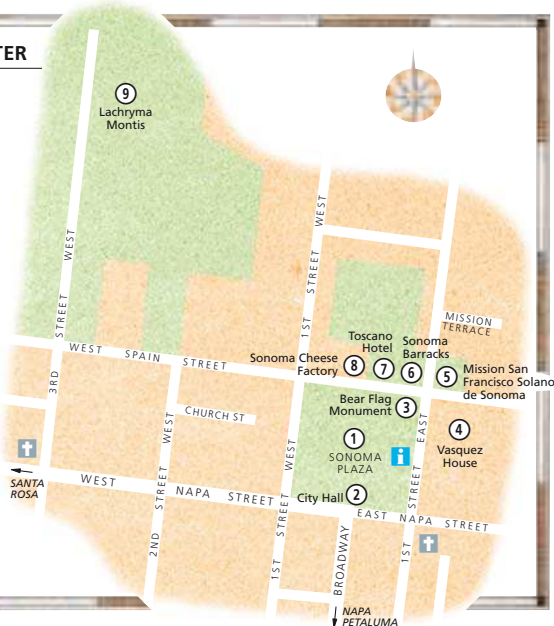 TER
9
Lachryma
Montis
3RD STREET WEST
1ST STREET WEST
MISSION
TERRACE
Toscano
Hotel
Sonoma
Barracks
Sonoma Cheese
Factory
8
7
6
5
Mission San
Francisco Solano
de Sonoma
WEST SPAIN STREET
Bear Flag
Monument
3
CHURCH ST
1
SONOMA
PLAZA
i
4
Vasquez
House
SANTA
ROSA
WEST NAPA STREET
City Hall
2
EAST NAPA STREET
2ND STREET WEST
1ST STREET WEST
BROADWAY
1ST STREET EAST
NAPA
PETALUMA